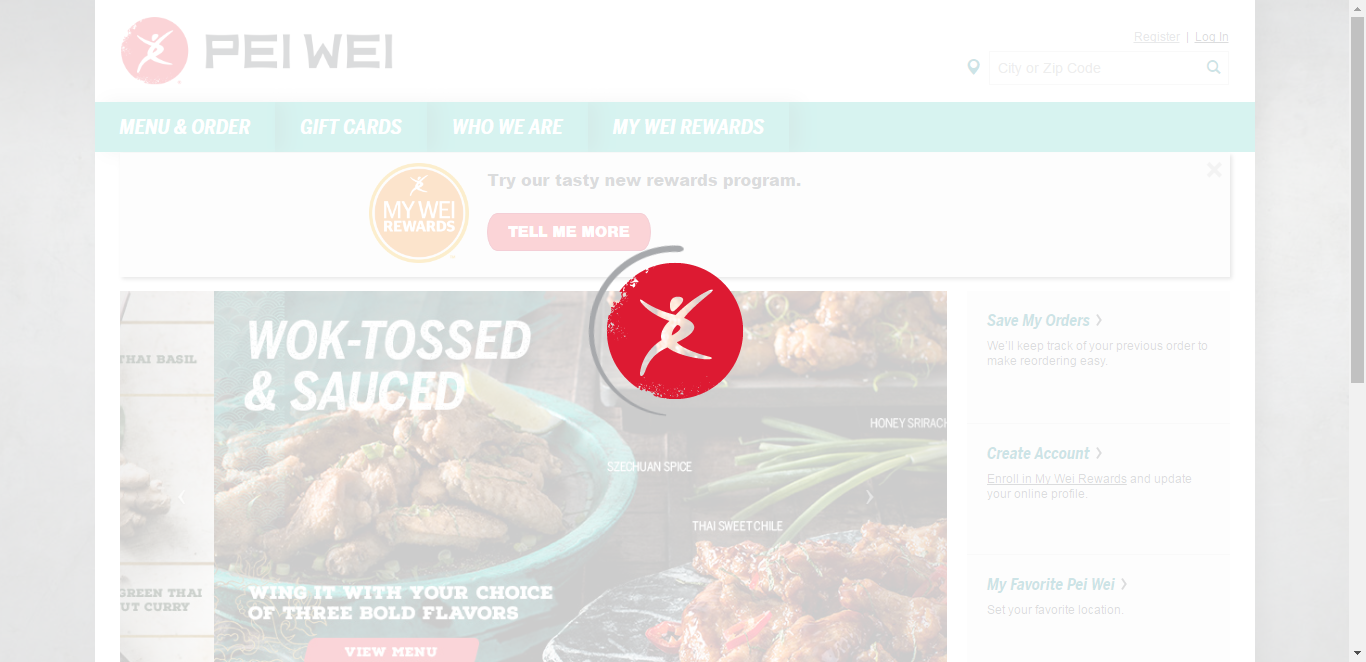 PEI WEI
Register | Log In
City or Zip Code
MENU & ORDER
GIFT CARDS
WHO WE ARE
MY WEI REWARDS
MY WEI
REWARDS
Try our tasty new rewards program.
TELL ME MORE
THAI BASIL
GREEN THAI
UT CURRY
WOK-TOSSED
& SAUCED
HONEY SRIRACH
SZECHUAN SPICE
THAI SWEET CHILE
WING IT WITH YOUR CHOICE
OF THREE BOLD FLAVORS
VIEW MENU
Save My Orders
We'll keep track of your previous order to
make reordering easy.
Create Account
Enroll in My Wei Rewards and update
your online profile.
My Favorite Pei Wei
Set your favorite location.